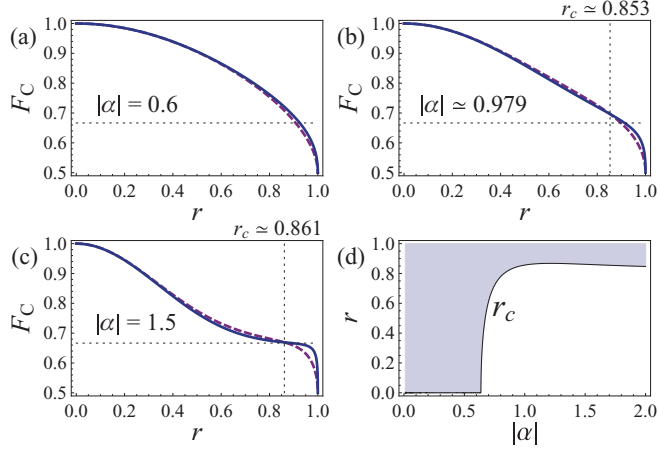 r_c ≃ 0.853
(a)
1.0
0.9
0.8
0.7
0.6
0.5
F_C
|α| = 0.6
0.0 0.2 0.4 0.6 0.8 1.0
r
(b)
1.0
0.9
0.8
0.7
0.6
0.5
F_C
|α| ≃ 0.979
0.0 0.2 0.4 0.6 0.8 1.0
r
r_c ≃ 0.861
(c)
1.0
0.9
0.8
0.7
0.6
0.5
F_C
|α| = 1.5
0.0 0.2 0.4 0.6 0.8 1.0
r
(d)
1.0
0.8
0.6
0.4
0.2
0.0
r
r_c
0.0 0.5 1.0 1.5 2.0
|α|